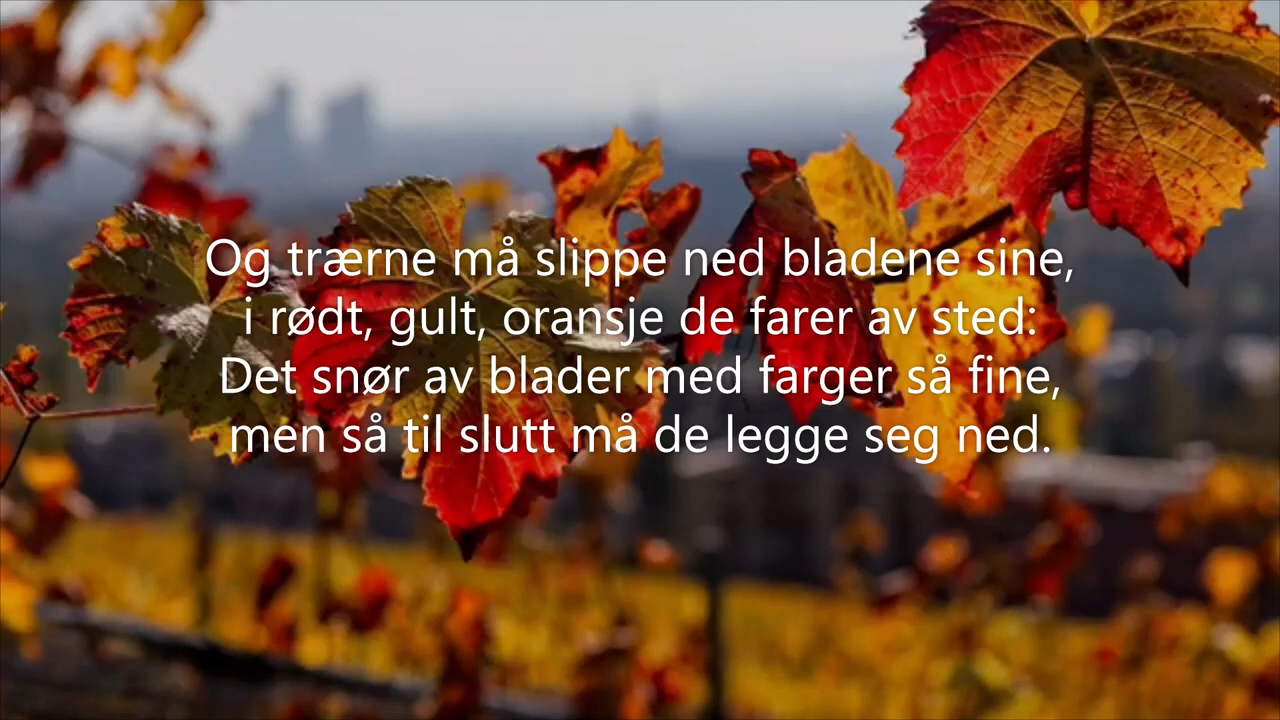 Og trærne må slippe ned bladene sine,
i rødt, gult, oransje de farer av sted:
Det snør av blader med farger så fine,
men så til slutt må de legge seg ned.